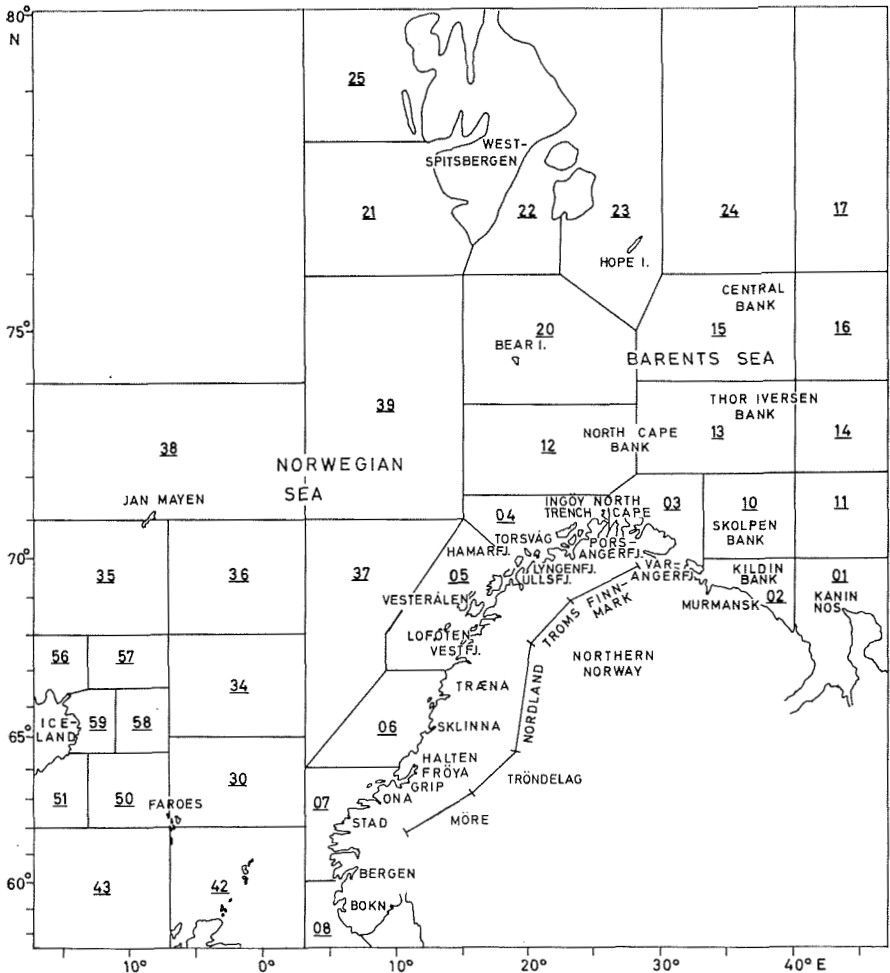 80°
N
25
WEST-
SPITSBERGEN
21
22
23
24
17
HOPE I.
CENTRAL
BANK
75°
20
15
16
BEAR I.
BARENTS SEA
39
THOR IVERSEN
BANK
38
12
NORTH CAPE
BANK
13
14
NORWEGIAN
SEA
JAN MAYEN
INGÖY NORTH
TRENCH CAPE
03
10
11
04
SKOLPEN
BANK
TORSVÅG
HAMARFJ.
PORS-
ANGERFJ.
70°
35
36
37
05
LYNGENFJ.
ULLSFJ.
VAR-
ANGERFJ.
KILDIN
BANK
01
02
VESTERÅLEN
TROMS FINN-
MARK
MURMANSK
KANIN
NOS
LOFOTEN
VESTFJ.
56
57
NORTHERN
NORWAY
34
TRÆNA
ICE-
LAND
59
58
NORDLAND
65°
06
SKLINNA
HALTEN
FRÖYA
GRIP
30
TRÖNDELAG
51
50
FAROES
07
ONA
STAD
MÖRE
60°
43
42
BERGEN
BOKN
08
10°
0°
10°
20°
30°
40° E